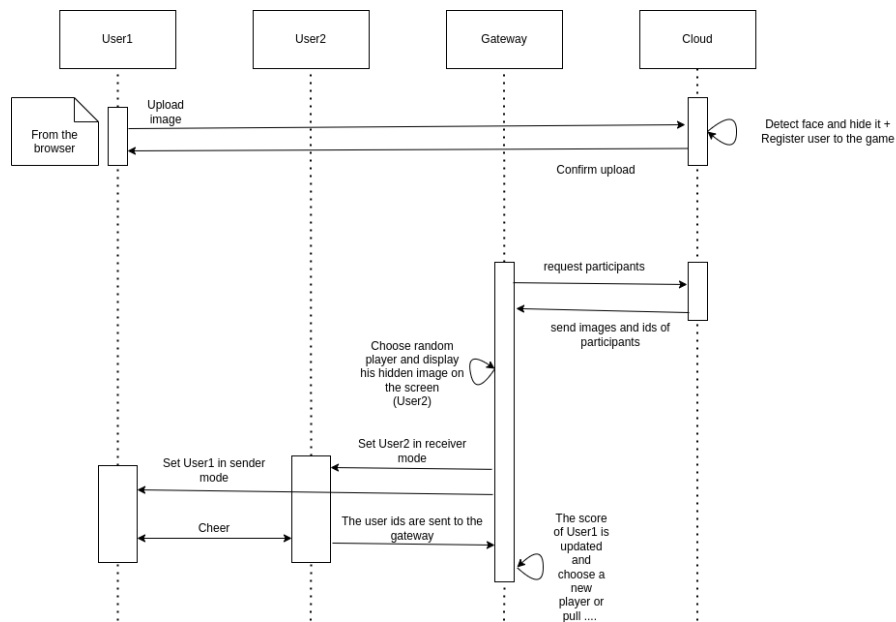 User1
User2
Gateway
Cloud
From the
browser
Upload
image
Detect face and hide it +
Register user to the game
Confirm upload
request participants
send images and ids of
participants
Choose random
player and display
his hidden image on
the screen
(User2)
Set User2 in receiver
mode
Set User1 in sender
mode
Cheer
The user ids are sent to the
gateway
The score
of User1 is
updated
and
choose a
new
player or
pull ....